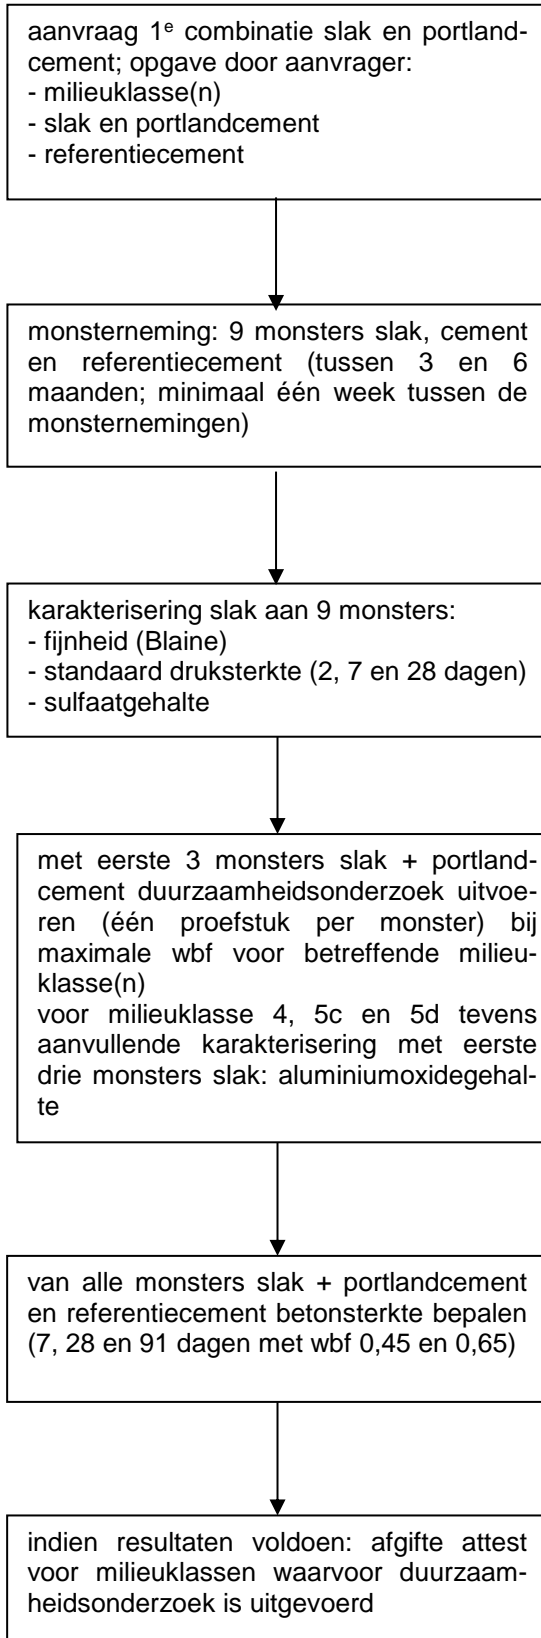 aanvraag 1e combinatie slak en portland-
cement; opgave door aanvrager:
- milieuklasse(n)
- slak en portlandcement
- referentiecement
monsterneming: 9 monsters slak, cement
en referentiecement (tussen 3 en 6
maanden; minimaal één week tussen de
monsternemingen)
karakterisering slak aan 9 monsters:
- fijnheid (Blaine)
- standaard druksterkte (2, 7 en 28 dagen)
- sulfaatgehalte
met eerste 3 monsters slak + portland-
cement duurzaamheidsonderzoek uitvoe-
ren (één proefstuk per monster) bij
maximale wbf voor betreffende milieu-
klasse(n)
voor milieuklasse 4, 5c en 5d tevens
aanvullende karakterisering met eerste
drie monsters slak: aluminiumoxidegehal-
te
van alle monsters slak + portlandcement
en referentiecement betonsterkte bepalen
(7, 28 en 91 dagen met wbf 0,45 en 0,65)
indien resultaten voldoen: afgifte attest
voor milieuklassen waarvoor duurzaam-
heidsonderzoek is uitgevoerd